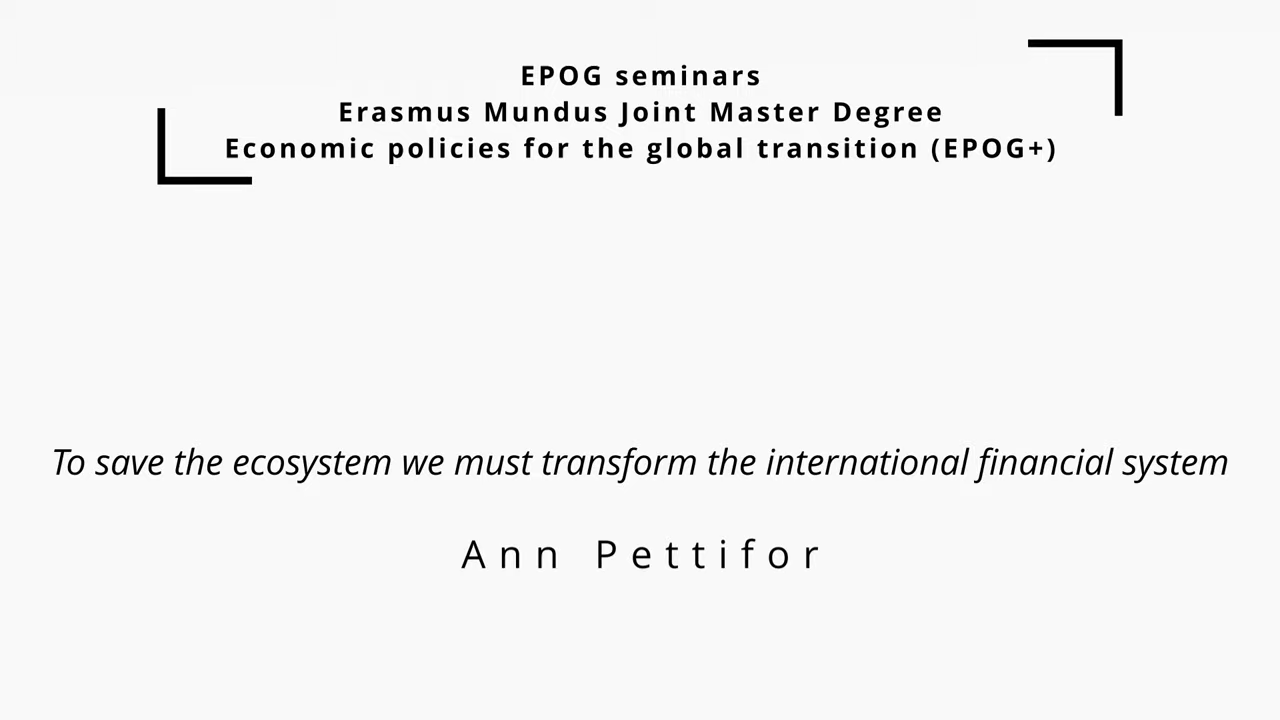 EPOG seminars
Erasmus Mundus Joint Master Degree
Economic policies for the global transition (EPOG+)
To save the ecosystem we must transform the international financial system
Ann Pettifor